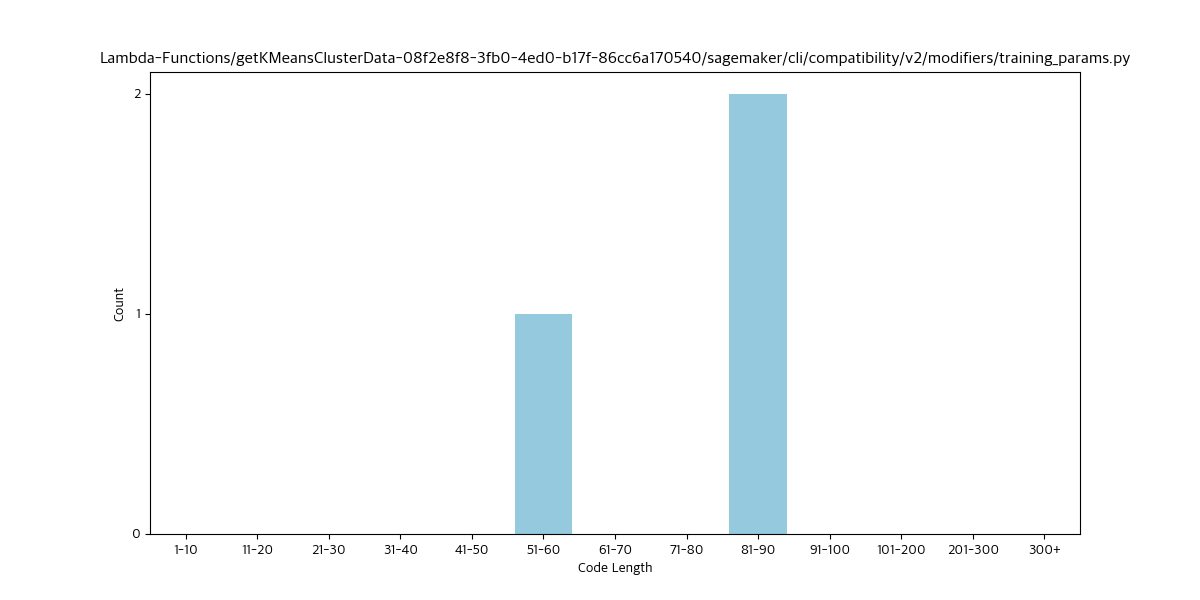 Lambda-Functions/getKMeansClusterData-08f2e8f8-3fb0-4ed0-b17f-86cc6a170540/sagemaker/cli/compatibility/v2/modifiers/training_params.py
2
1
0
Count
1-10 11-20 21-30 31-40 41-50 51-60 61-70 71-80 81-90 91-100 101-200 201-300 300+
Code Length